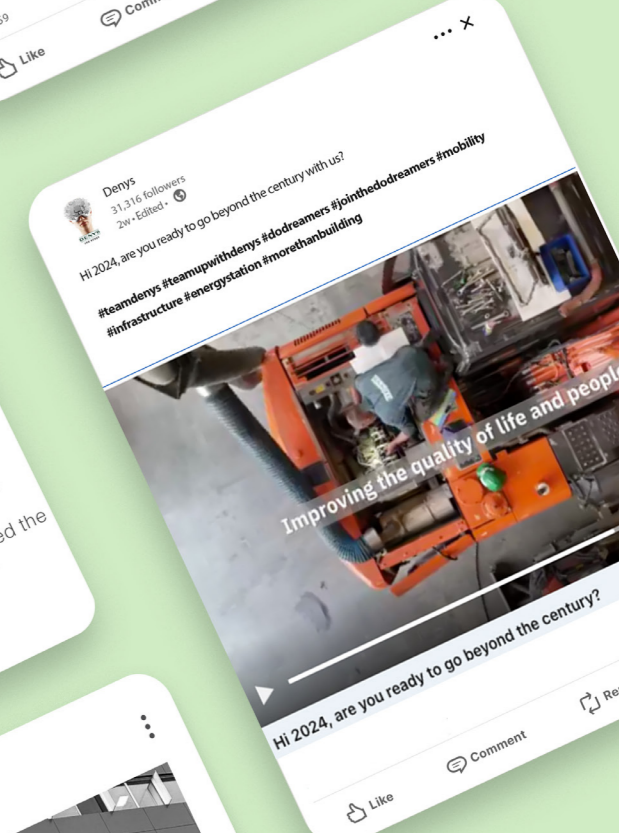 59
Like
Denys
31,316 followers
2w • Edited •
Hi 2024, are you ready to go beyond the century with us?
#teamdenys #teamupwithdenys #dodreamers #jointhedodreamers #mobility
#infrastructure #energystation #morethanbuilding
DENYS
Improving the quality of life and people
ed the
Hi 2024, are you ready to go beyond the century?
Like
Comment